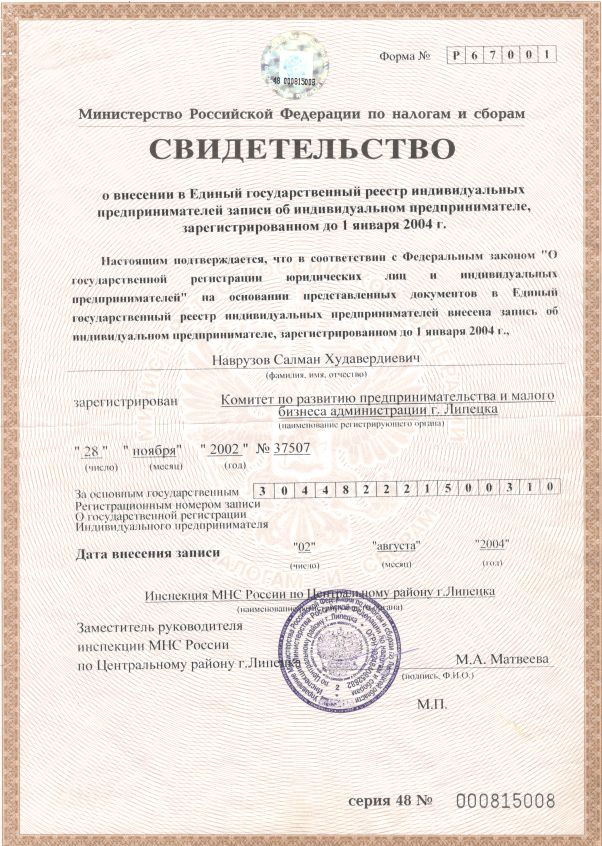 48 000815008
Форма № Р 6 7 0 0 1
Министерство Российской Федерации по налогам и сборам
СВИДЕТЕЛЬСТВО
о внесении в Единый государственный реестр индивидуальных
предпринимателей записи об индивидуальном предпринимателе,
зарегистрированном до 1 января 2004 г.
Настоящим подтверждается, что в соответствии с Федеральным законом "О
государственной регистрации юридических лиц и индивидуальных
предпринимателей" на основании представленных документов в Единый
государственный реестр индивидуальных предпринимателей внесена запись об
индивидуальном предпринимателе, зарегистрированном до 1 января 2004 г.,
Наврузов Салман Худавердиевич
(фамилия, имя, отчество)
зарегистрирован Комитет по развитию предпринимательства и малого
бизнеса администрации г. Липецка
(наименование регистрирующего органа)
" 28 " " ноября" " 2002 " № 37507
(число) (месяц) (год)
За основным государственным 3 0 4 4 8 2 2 2 1 5 0 0 3 1 0
Регистрационным номером записи
О государственной регистрации
Индивидуального предпринимателя
Дата внесения записи "02" "августа" "2004"
(число) (месяц) (год)
Инспекция МНС России по Центральному району г.Липецка
(наименование органа)
Заместитель руководителя
инспекции МНС России
по Центральному району г.Липецка М.А. Матвеева
(подпись, Ф.И.О.)
М.П.
серия 48 № 000815008